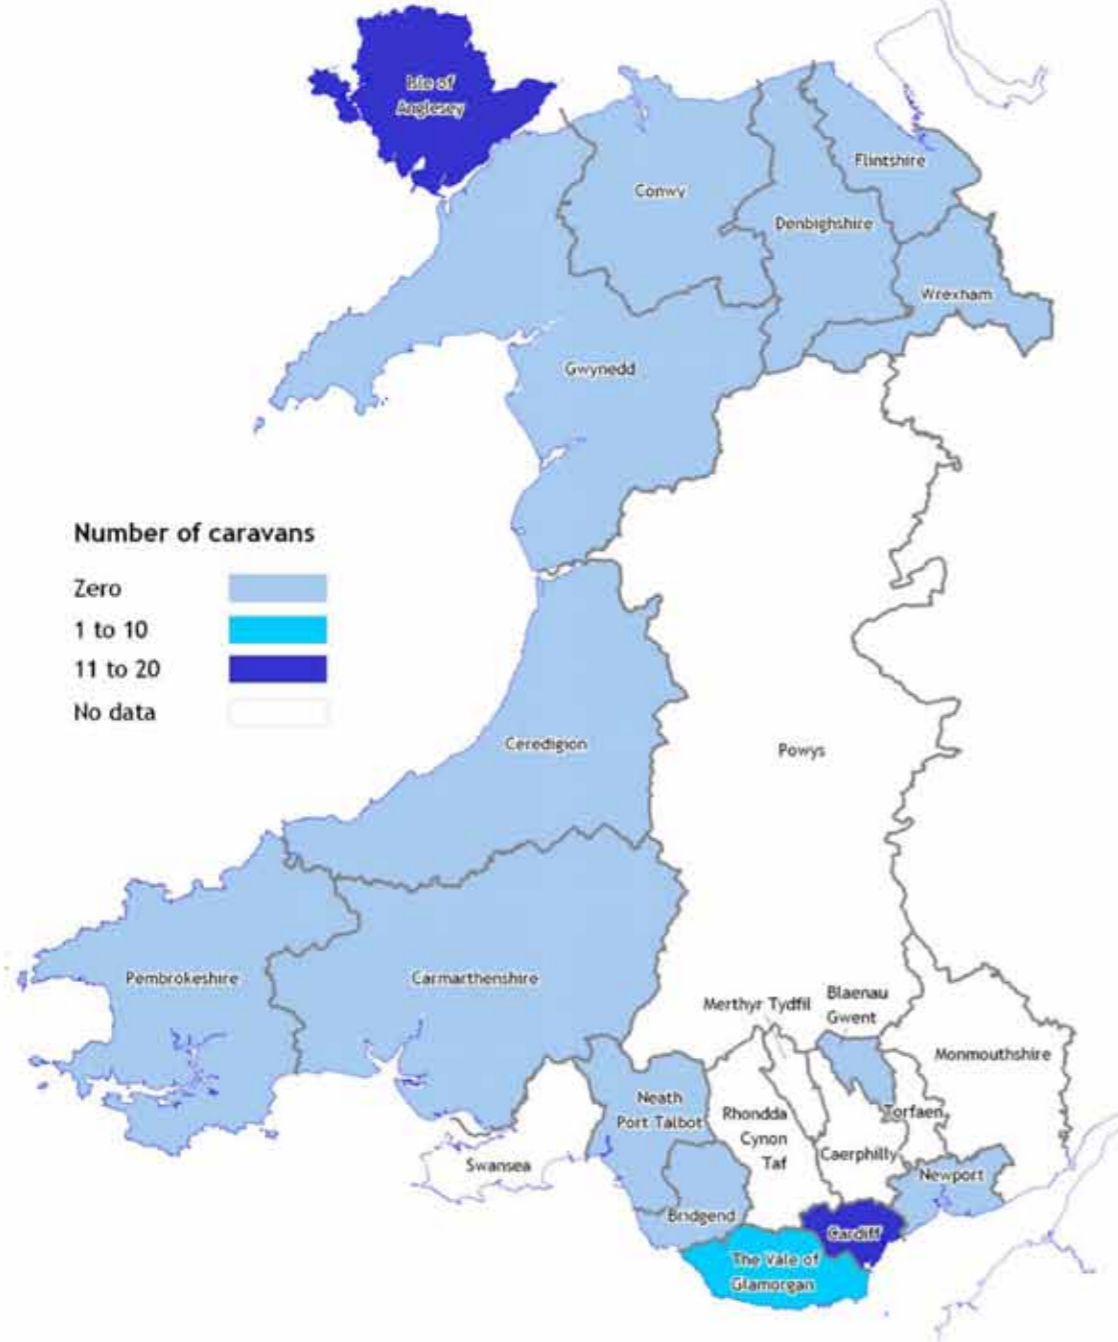 Isle of
Anglesey
Flintshire
Conwy
Denbighshire
Wrexham
Gwynedd
Number of caravans
Zero
1 to 10
11 to 20
No data
Ceredigion
Powys
Pembrokeshire
Carmarthenshire
Merthyr Tydfil
Blaenau
Gwent
Monmouthshire
Neath
Port Talbot
Rhondda
Cynon
Taf
Torfaen
Caerphilly
Swansea
Newport
Bridgend
Cardiff
The Vale of
Glamorgan